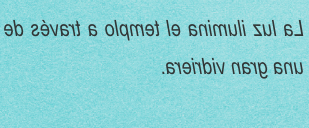 La luz ilumina el templo a través de
una gran vidriera.